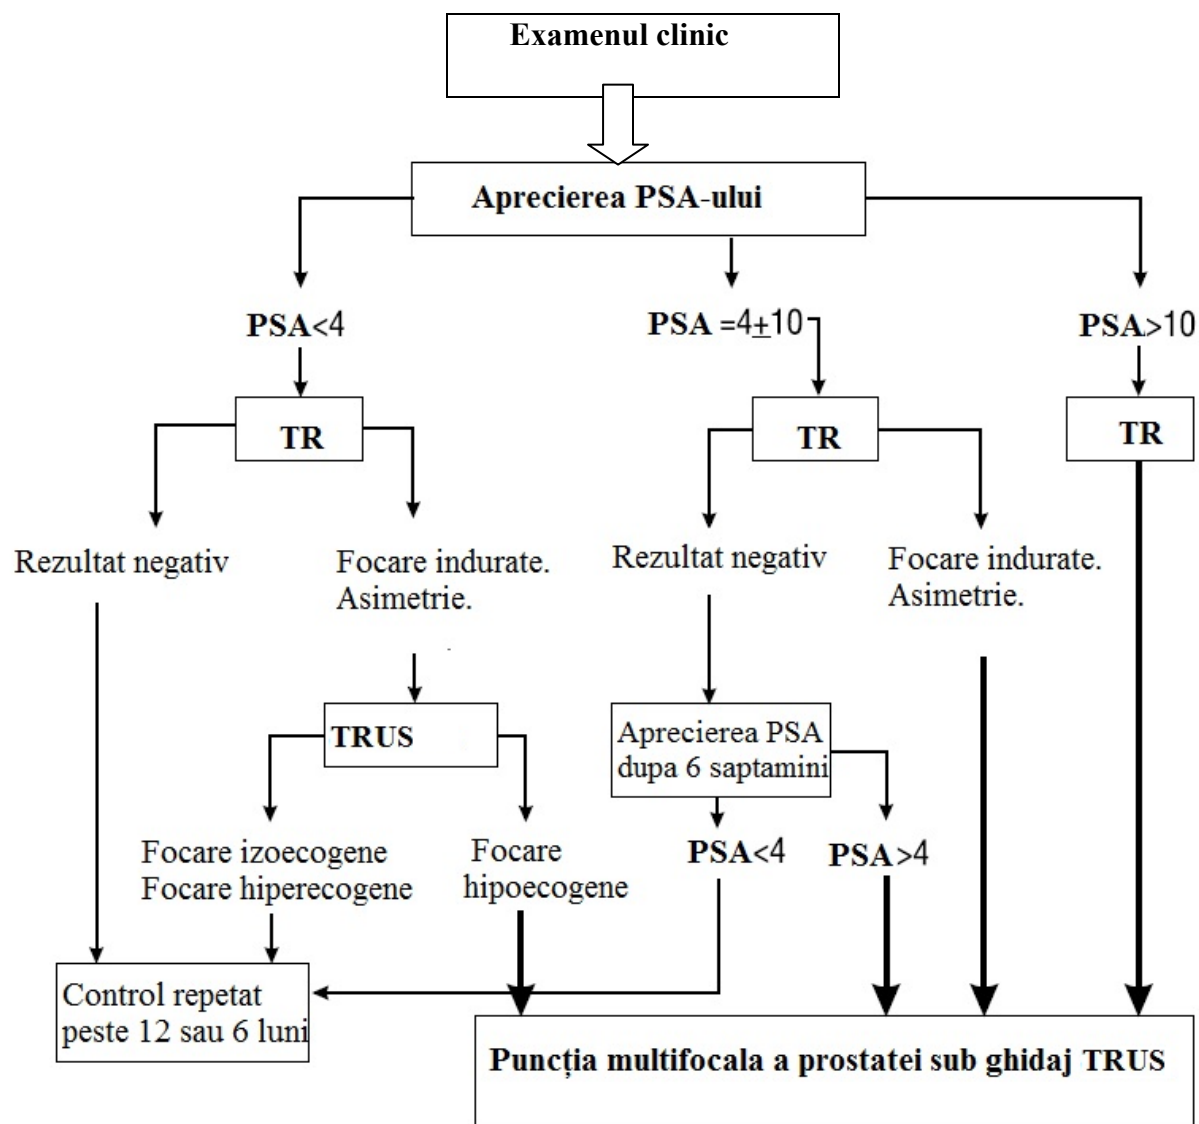 Examenul clinic
Aprecierea PSA-ului
PSA<4
PSA =4±10
PSA>10
TR
TR
TR
Rezultat negativ
Focare indurate.
Asimetrie.
Rezultat negativ
Focare indurate.
Asimetrie.
TRUS
Aprecierea PSA
dupa 6 saptamini
Focare izoecogene
Focare hiperecogene
Focare
hipoecogene
PSA<4
PSA>4
Control repetat
peste 12 sau 6 luni
Puncția multifocala a prostatei sub ghidaj TRUS